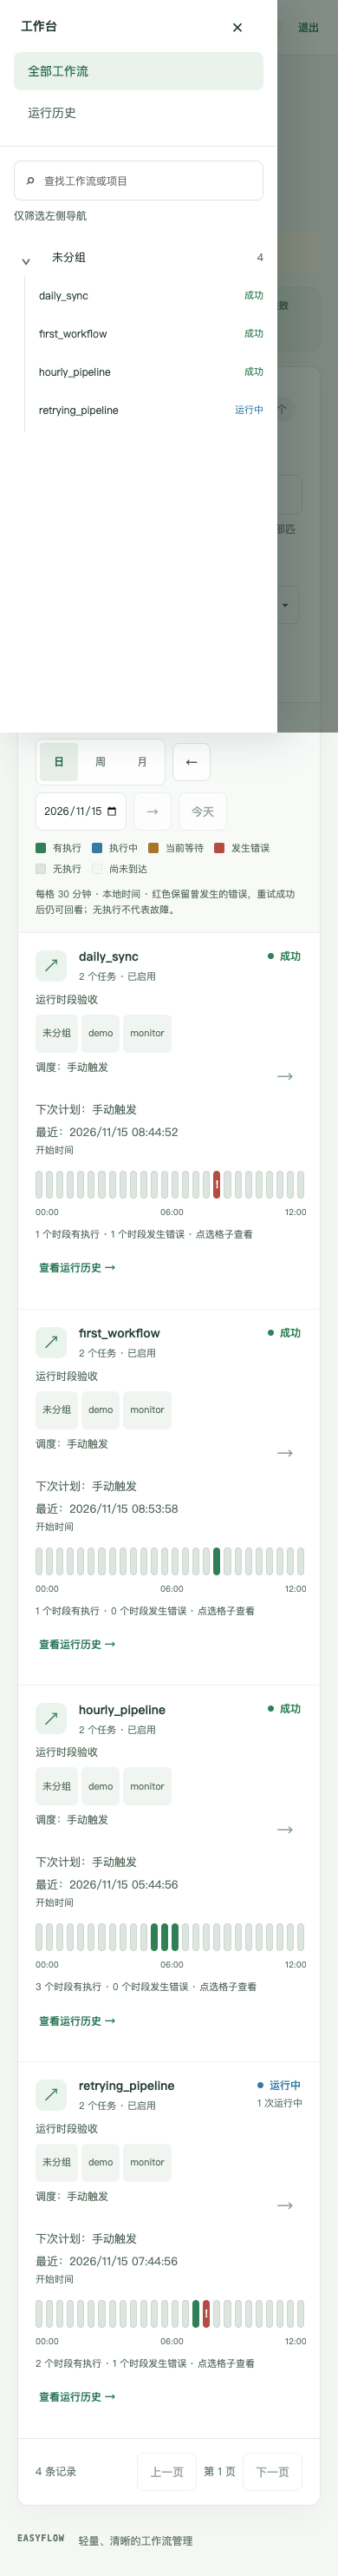 工作台
×
退出
全部工作流
运行历史
查找工作流或项目
仅筛选左侧导航
未分组 4
daily_sync 成功
first_workflow 成功
hourly_pipeline 成功
retrying_pipeline 运行中
个
部匹
日 周 月 ←
2026/11/15 → 今天
有执行 执行中 当前等待 发生错误
无执行 尚未到达
每格 30 分钟 · 本地时间 · 红色保留曾发生的错误，重试成功
后仍可回看；无执行不代表故障。
daily_sync 成功
2 个任务 · 已启用
运行时段验收
未分组 demo monitor
调度：手动触发
→
下次计划：手动触发
最近：2026/11/15 08:44:52
开始时间
!
00:00 06:00 12:00
1 个时段有执行 · 1 个时段发生错误 · 点选格子查看
查看运行历史 →
first_workflow 成功
2 个任务 · 已启用
运行时段验收
未分组 demo monitor
调度：手动触发
→
下次计划：手动触发
最近：2026/11/15 08:53:58
开始时间
00:00 06:00 12:00
1 个时段有执行 · 0 个时段发生错误 · 点选格子查看
查看运行历史 →
hourly_pipeline 成功
2 个任务 · 已启用
运行时段验收
未分组 demo monitor
调度：手动触发
→
下次计划：手动触发
最近：2026/11/15 05:44:56
开始时间
00:00 06:00 12:00
3 个时段有执行 · 0 个时段发生错误 · 点选格子查看
查看运行历史 →
retrying_pipeline 运行中
2 个任务 · 已启用 1 次运行中
运行时段验收
未分组 demo monitor
调度：手动触发
→
下次计划：手动触发
最近：2026/11/15 07:44:56
开始时间
!
00:00 06:00 12:00
2 个时段有执行 · 1 个时段发生错误 · 点选格子查看
查看运行历史 →
4 条记录 上一页 第 1 页 下一页
EASYFLOW 轻量、清晰的工作流管理